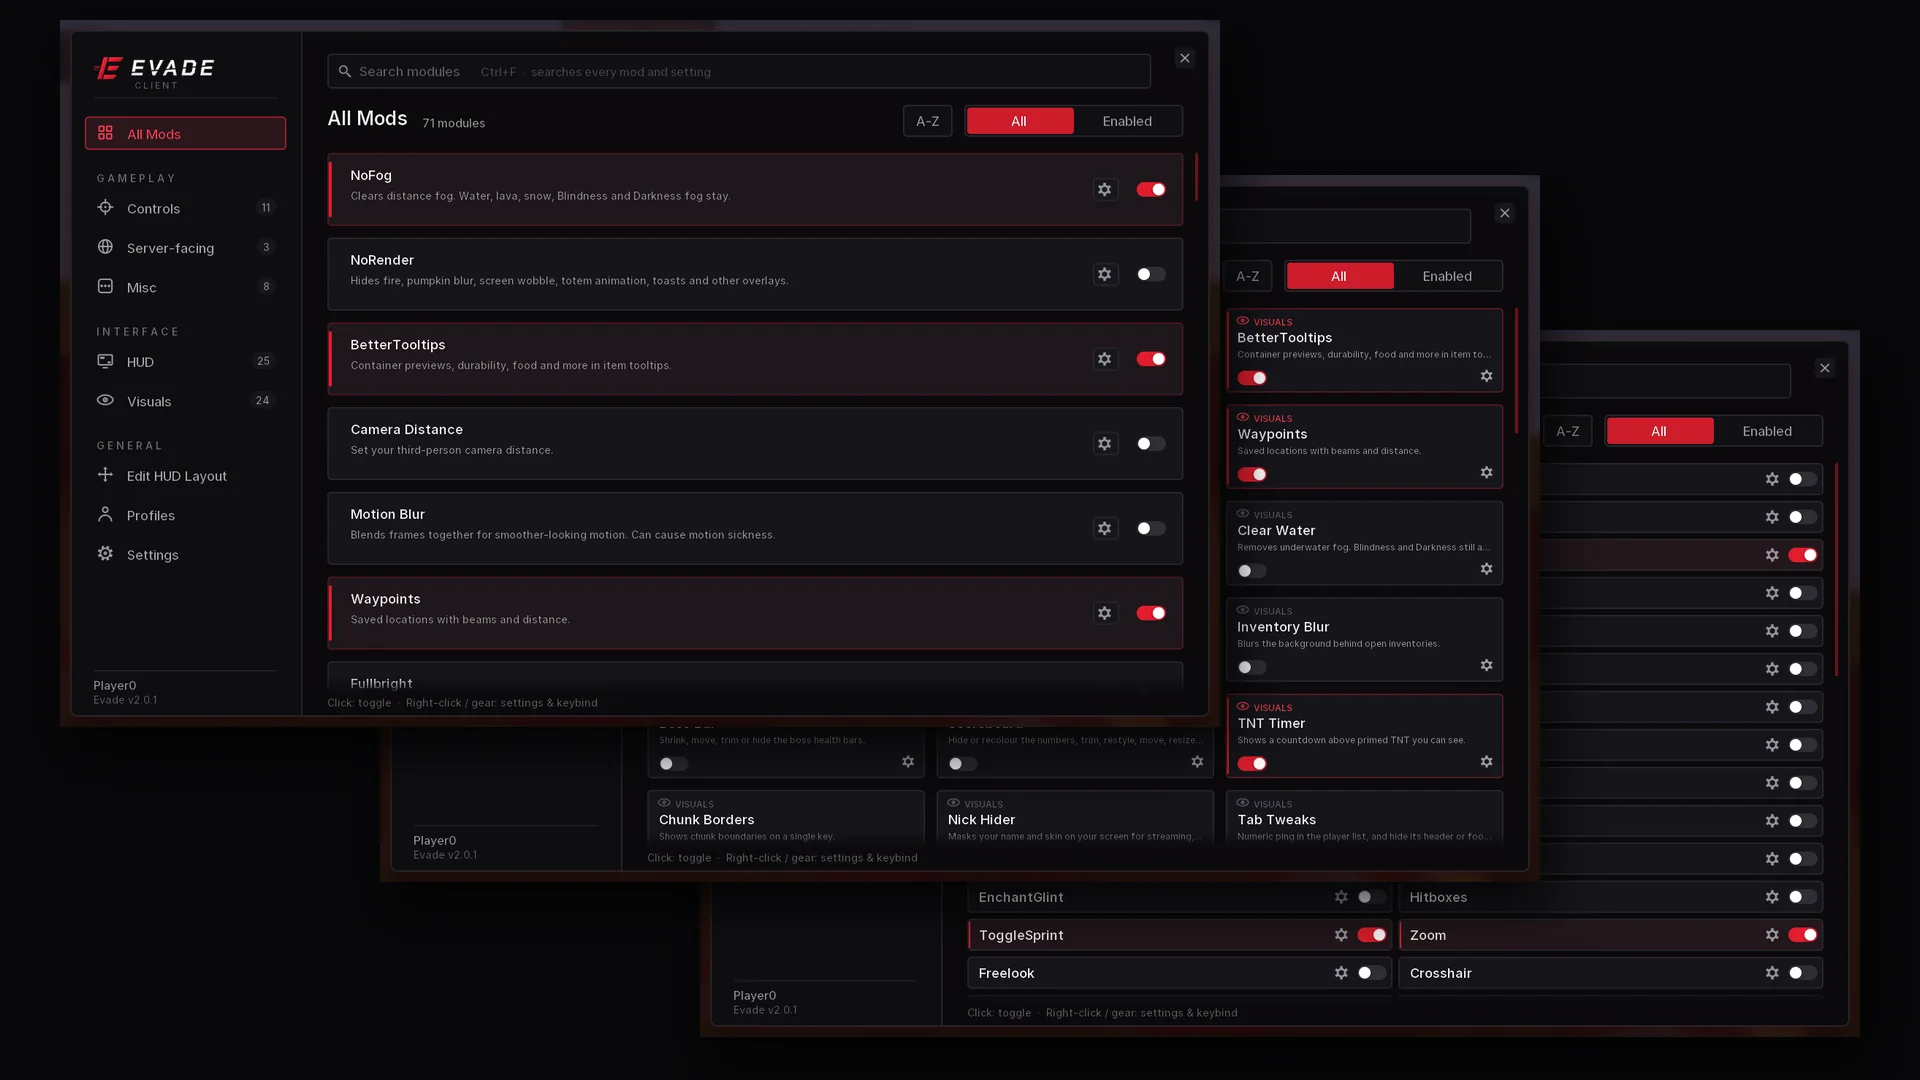 EVADE
CLIENT
All Mods
GAMEPLAY
Controls 11
Server-facing 3
Misc 8
INTERFACE
HUD 25
Visuals 24
GENERAL
Edit HUD Layout
Profiles
Settings
Player0
Evade v2.0.1
Search modules Ctrl+F · searches every mod and setting
All Mods 71 modules
A-Z All Enabled
NoFog
Clears distance fog. Water, lava, snow, Blindness and Darkness fog stay.
NoRender
Hides fire, pumpkin blur, screen wobble, totem animation, toasts and other overlays.
BetterTooltips
Container previews, durability, food and more in item tooltips.
Camera Distance
Set your third-person camera distance.
Motion Blur
Blends frames together for smoother-looking motion. Can cause motion sickness.
Waypoints
Saved locations with beams and distance.
Fullbright
Click: toggle · Right-click / gear: settings & keybind
A-Z All Enabled
VISUALS
BetterTooltips
Container previews, durability, food and more in item to...
VISUALS
Waypoints
Saved locations with beams and distance.
VISUALS
Clear Water
Removes underwater fog. Blindness and Darkness still a...
VISUALS
Inventory Blur
Blurs the background behind open inventories.
VISUALS
TNT Timer
Shows a countdown above primed TNT you can see.
Shrink, move, trim or hide the boss health bars.
Hide or recolour the numbers, trim, restyle, move, resize...
VISUALS
Chunk Borders
Shows chunk boundaries on a single key.
VISUALS
Nick Hider
Masks your name and skin on your screen for streaming,...
VISUALS
Tab Tweaks
Numeric ping in the player list, and hide its header or foo...
Player0
Evade v2.0.1
Click: toggle · Right-click / gear: settings & keybind
A-Z All Enabled
EnchantGlint
Hitboxes
ToggleSprint
Zoom
Freelook
Crosshair
Player0
Evade v2.0.1
Click: toggle · Right-click / gear: settings & keybind